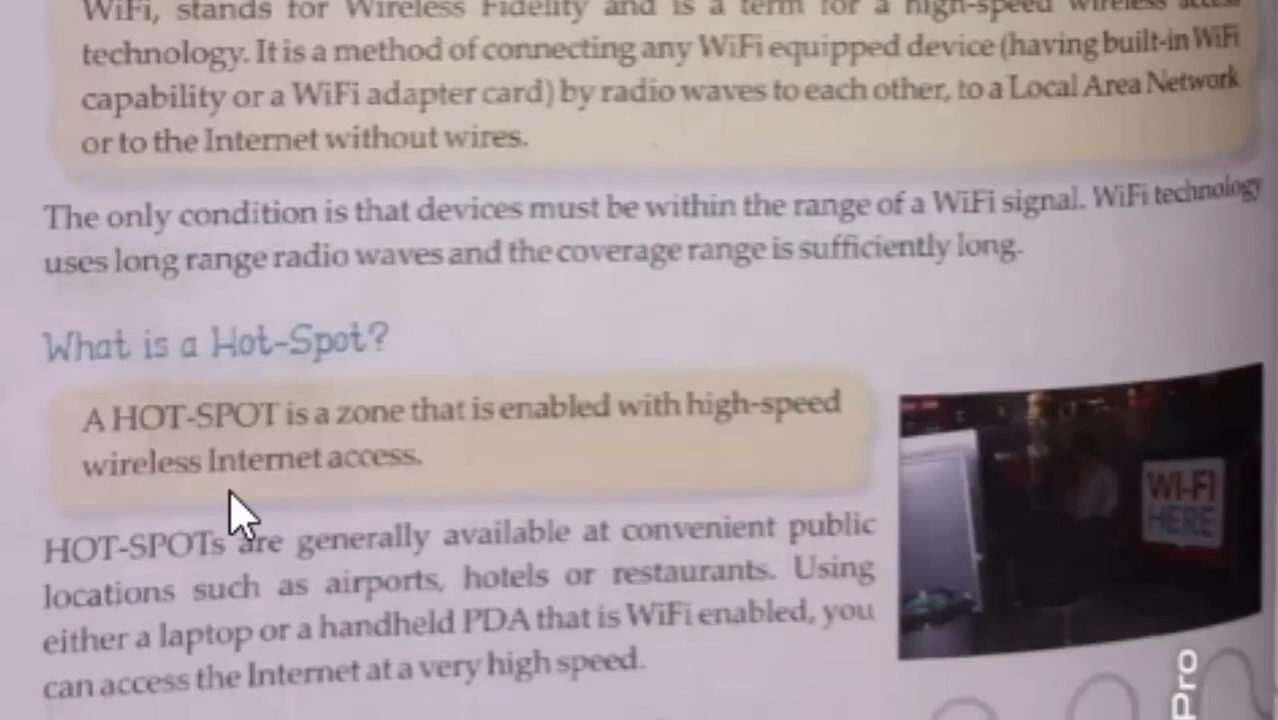 WiFi, stands for Wireless Fidelity and is a term for a high-speed wireless access
technology. It is a method of connecting any WiFi equipped device (having built-in WiFi
capability or a WiFi adapter card) by radio waves to each other, to a Local Area Network
or to the Internet without wires.
The only condition is that devices must be within the range of a WiFi signal. WiFi technology
uses long range radio waves and the coverage range is sufficiently long.
What is a Hot-Spot?
A HOT-SPOT is a zone that is enabled with high-speed
wireless Internet access.
HOT-SPOTs are generally available at convenient public
locations such as airports, hotels or restaurants. Using
either a laptop or a handheld PDA that is WiFi enabled, you
can access the Internet at a very high speed.
WI-FI
HERE
Pro